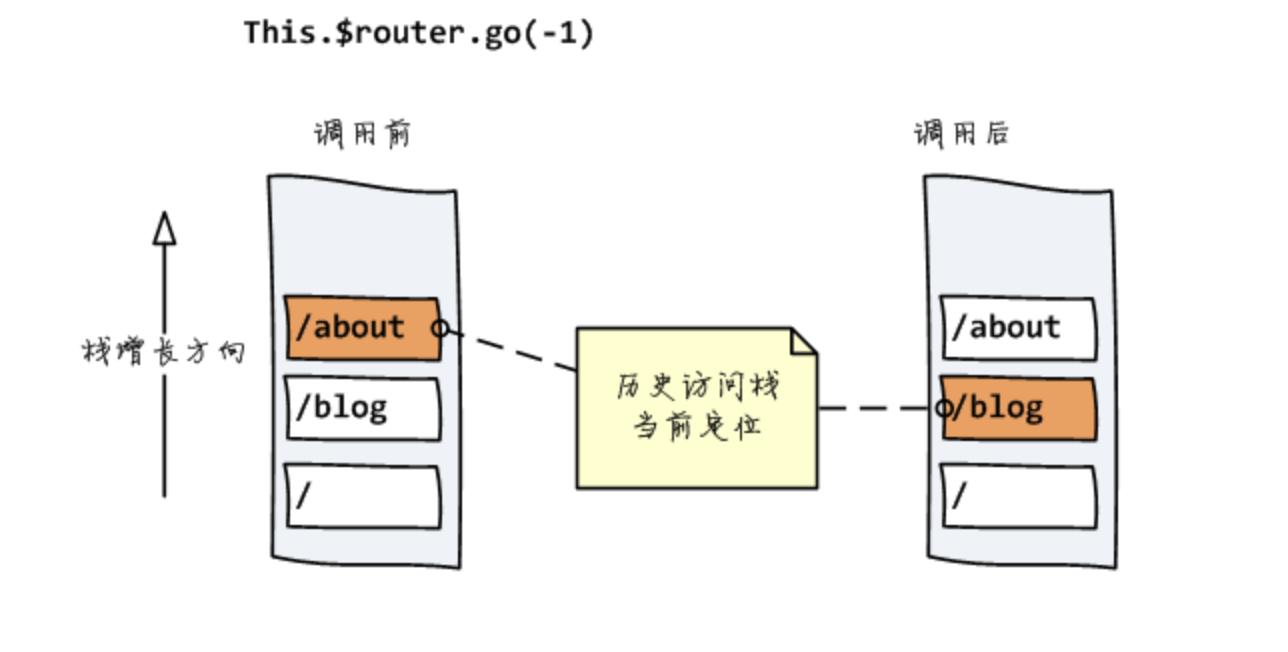 This.$router.go(-1)
调用前
调用后
栈增长方向
/about
/blog
/
历史访问栈
当前定位
/about
/blog
/